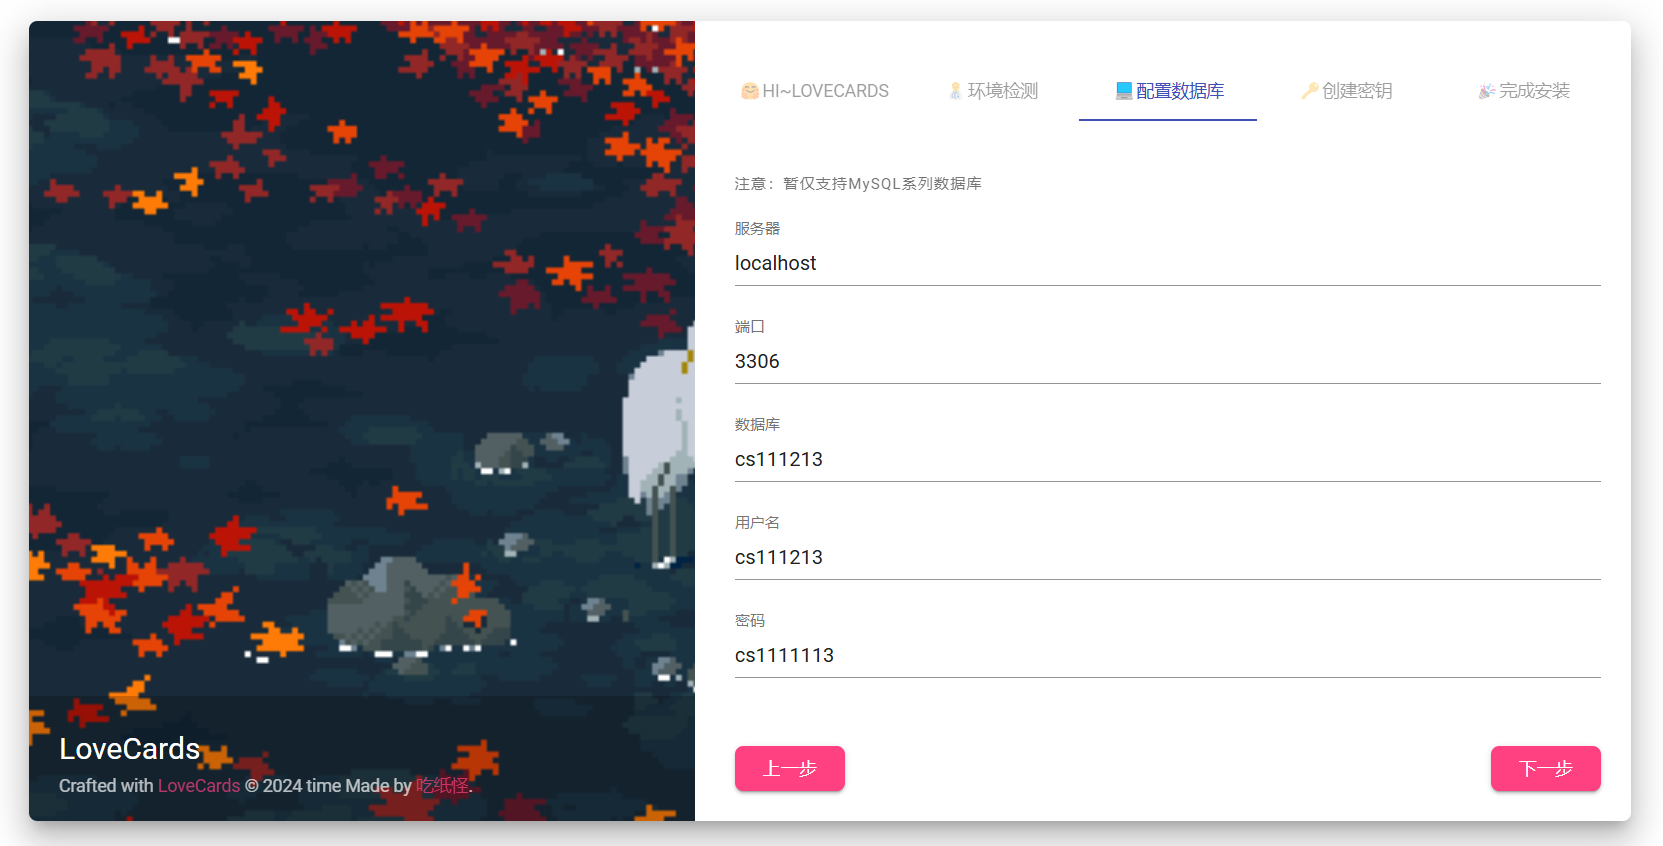 🤗HI~LOVECARDS
环境检测
💻配置数据库
🔑创建密钥
🎉完成安装
注意：暂仅支持MySQL系列数据库
服务器
localhost
端口
3306
数据库
cs111213
用户名
cs111213
密码
cs1111113
上一步
下一步
LoveCards
Crafted with LoveCards © 2024 time Made by 吃纸怪.